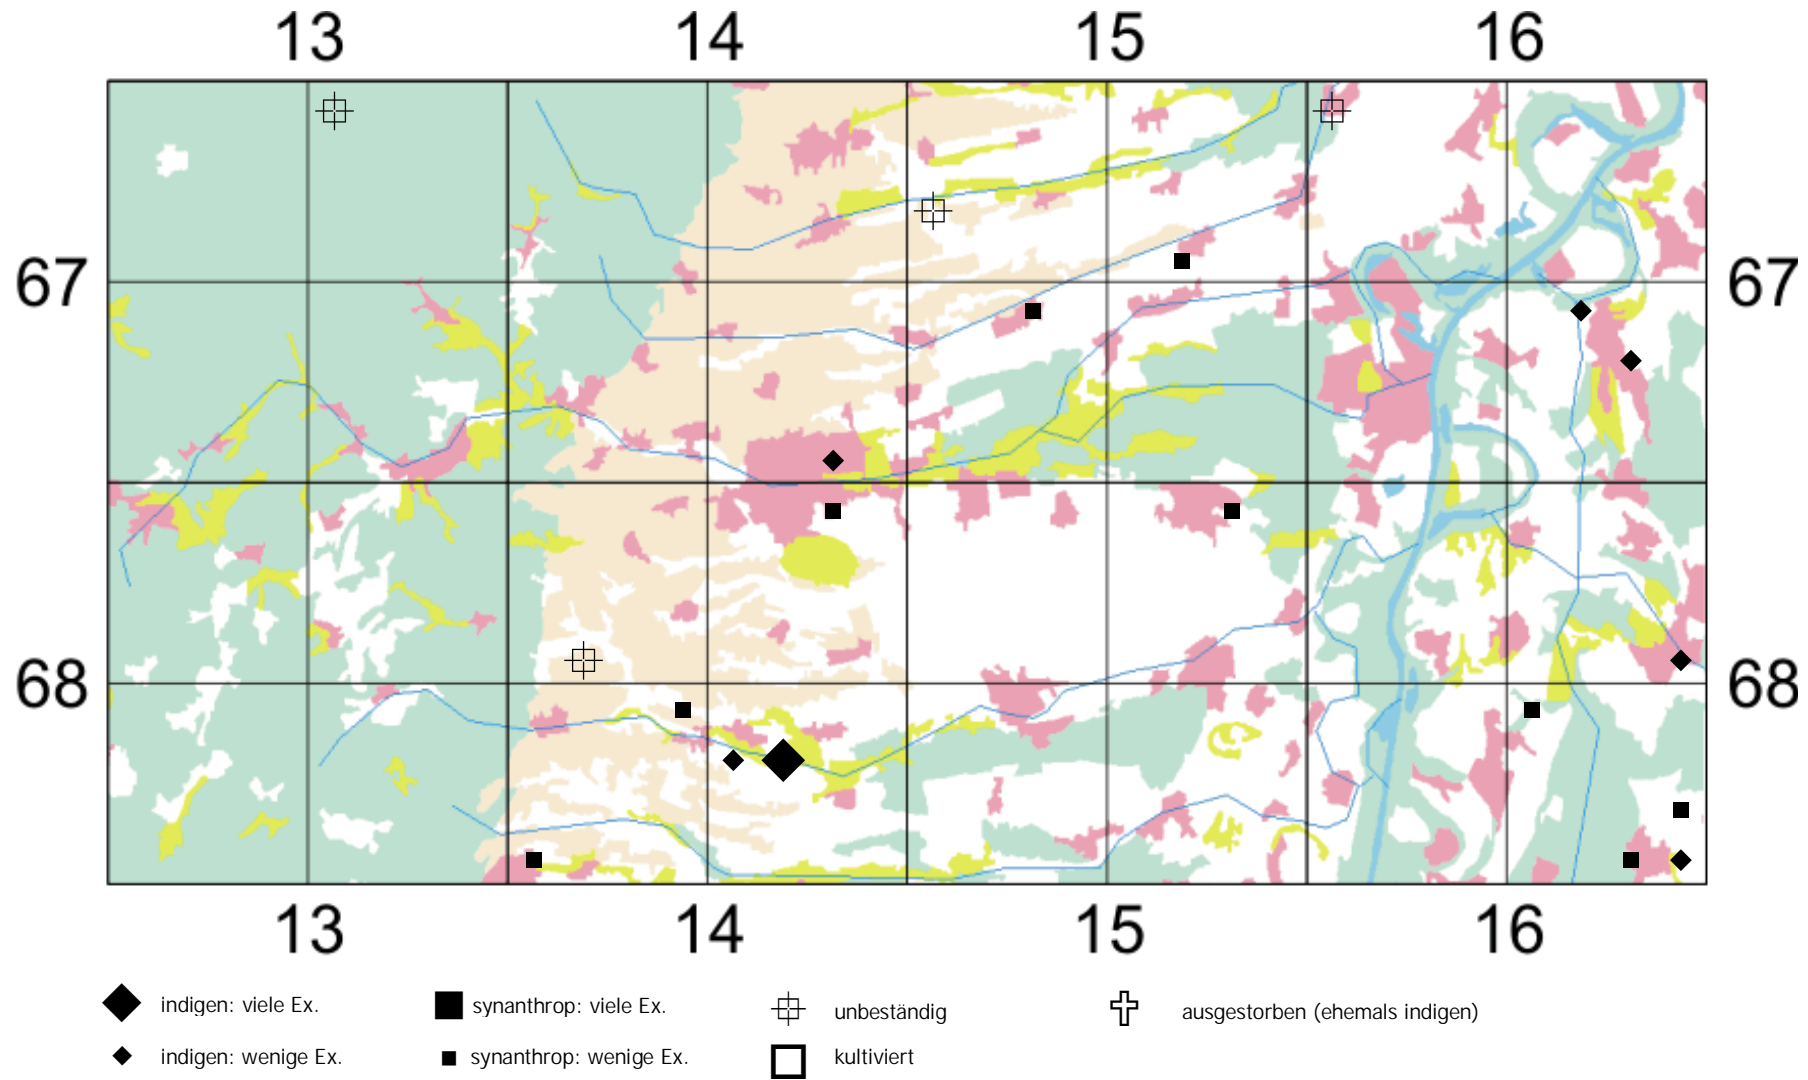 13 14 15 16
67 67
68 68
13 14 15 16
indigen: viele Ex. synanthrop: viele Ex. unbeständig ausgestorben (ehemals indigen)
indigen: wenige Ex. synanthrop: wenige Ex. kultiviert